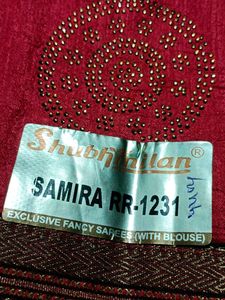 ShubhMilan®
SAMIRA RR-1231
EXCLUSIVE FANCY SAREES (WITH BLOUSE)